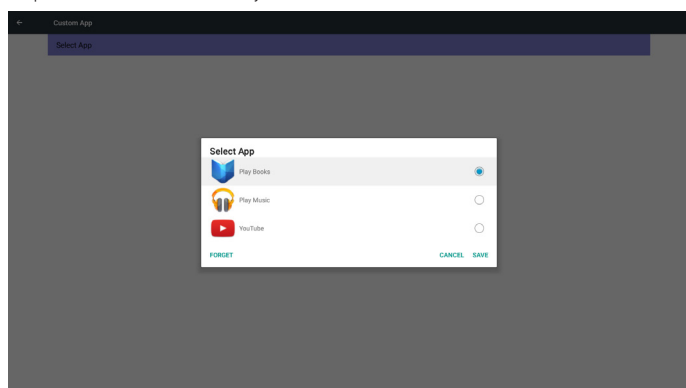 Custom App
Select App
Select App
Play Books
Play Music
YouTube
FORGET CANCEL SAVE